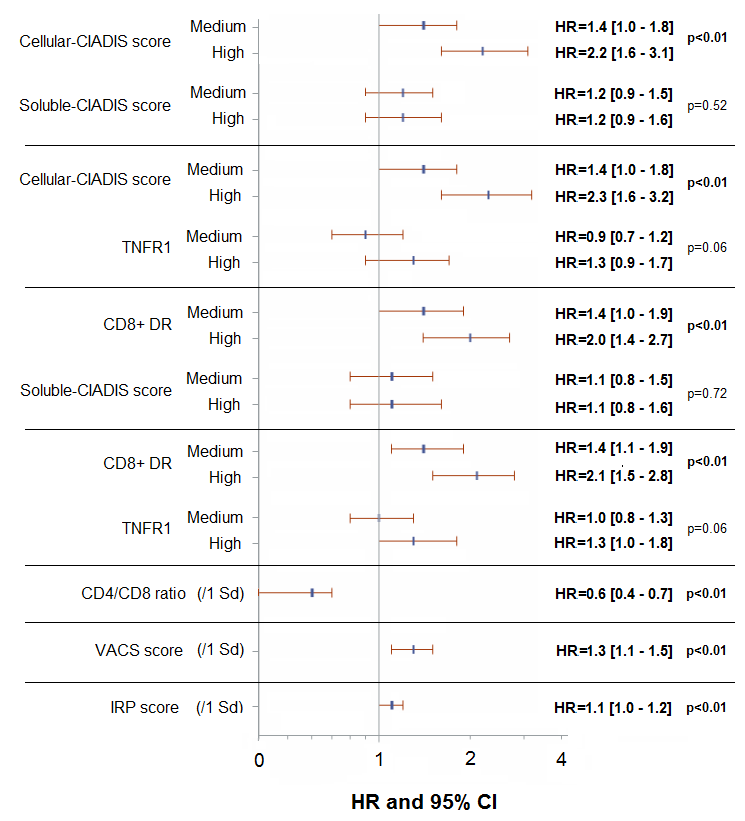 Cellular-CIADIS score Medium HR=1.4 [1.0 - 1.8] p<0.01
High HR=2.2 [1.6 - 3.1]
Soluble-CIADIS score Medium HR=1.2 [0.9 - 1.5] p=0.52
High HR=1.2 [0.9 - 1.6]
Cellular-CIADIS score Medium HR=1.4 [1.0 - 1.8] p<0.01
High HR=2.3 [1.6 - 3.2]
TNFR1 Medium HR=0.9 [0.7 - 1.2] p=0.06
High HR=1.3 [0.9 - 1.7]
CD8+ DR Medium HR=1.4 [1.0 - 1.9] p<0.01
High HR=2.0 [1.4 - 2.7]
Soluble-CIADIS score Medium HR=1.1 [0.8 - 1.5] p=0.72
High HR=1.1 [0.8 - 1.6]
CD8+ DR Medium HR=1.4 [1.1 - 1.9] p<0.01
High HR=2.1 [1.5 - 2.8]
TNFR1 Medium HR=1.0 [0.8 - 1.3] p=0.06
High HR=1.3 [1.0 - 1.8]
CD4/CD8 ratio (/1 Sd) HR=0.6 [0.4 - 0.7] p<0.01
VACS score (/1 Sd) HR=1.3 [1.1 - 1.5] p<0.01
IRP score (/1 Sd) HR=1.1 [1.0 - 1.2] p<0.01
0 1 2 4
HR and 95% CI